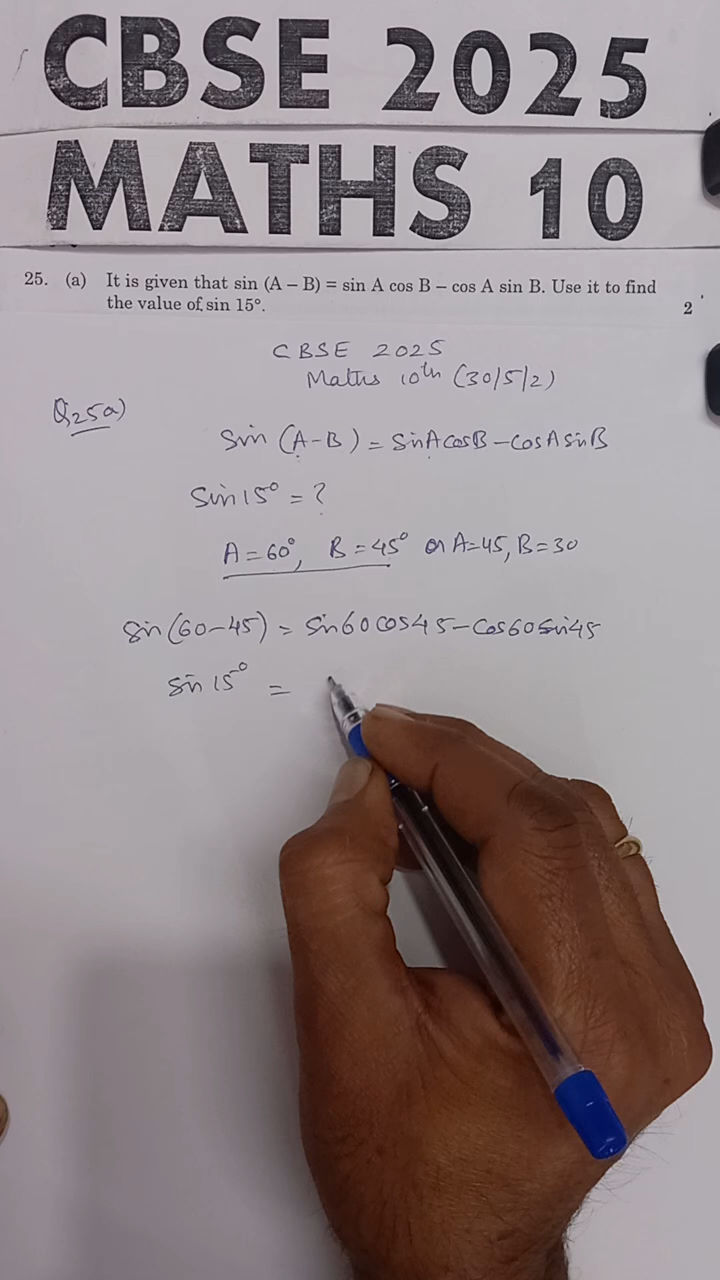 CBSE 2025
MATHS 10
25. (a) It is given that sin (A – B) = sin A cos B – cos A sin B. Use it to find
the value of sin 15°.
2
CBSE 2025
Maths 10th (30/5/2)
Q25a)
Sin (A-B) = SinAcosB - CosAsinB
Sin15° = ?
A = 60°, B = 45° or A=45, B=30
Sin(60-45) = Sin60cos45-Cos60Sin45
Sin 15° =